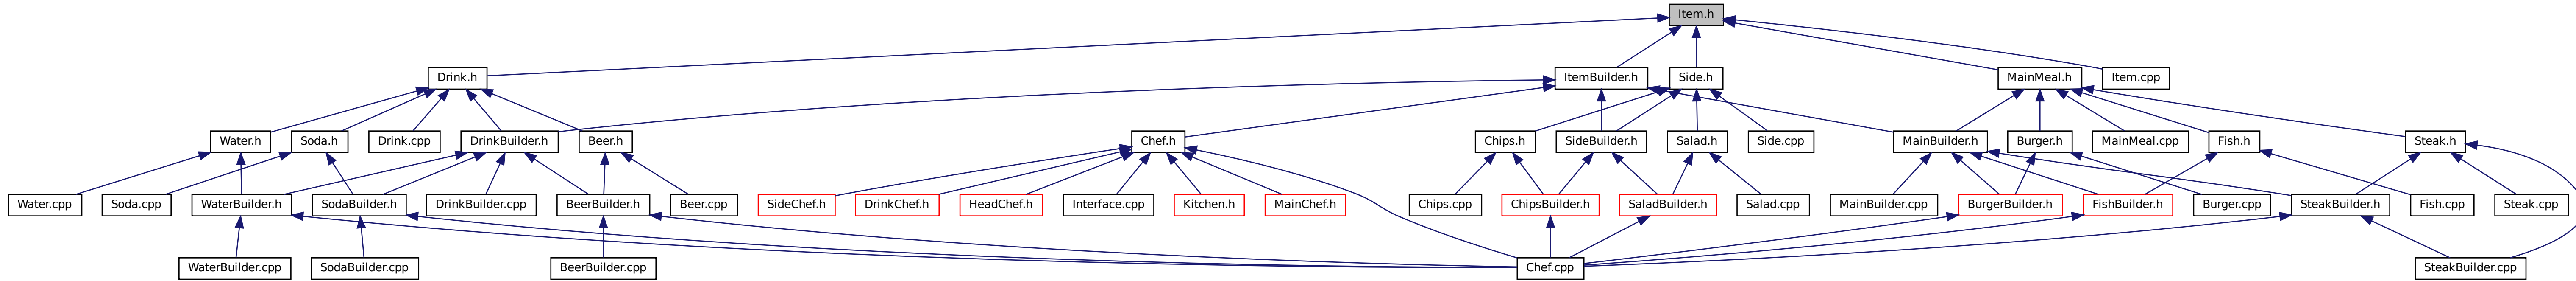 Item.h
Drink.h
ItemBuilder.h
Side.h
MainMeal.h
Item.cpp
Water.h
Soda.h
Drink.cpp
DrinkBuilder.h
Beer.h
Chef.h
Chips.h
SideBuilder.h
Salad.h
Side.cpp
MainBuilder.h
Burger.h
MainMeal.cpp
Fish.h
Steak.h
Water.cpp
Soda.cpp
WaterBuilder.h
SodaBuilder.h
DrinkBuilder.cpp
BeerBuilder.h
Beer.cpp
SideChef.h
DrinkChef.h
HeadChef.h
Interface.cpp
Kitchen.h
MainChef.h
Chips.cpp
ChipsBuilder.h
SaladBuilder.h
Salad.cpp
MainBuilder.cpp
BurgerBuilder.h
FishBuilder.h
Burger.cpp
SteakBuilder.h
Fish.cpp
Steak.cpp
WaterBuilder.cpp
SodaBuilder.cpp
BeerBuilder.cpp
Chef.cpp
SteakBuilder.cpp